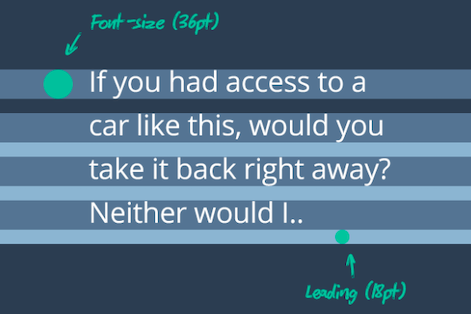 Font-size (36pt)
If you had access to a
car like this, would you
take it back right away?
Neither would I..
Leading (18pt)